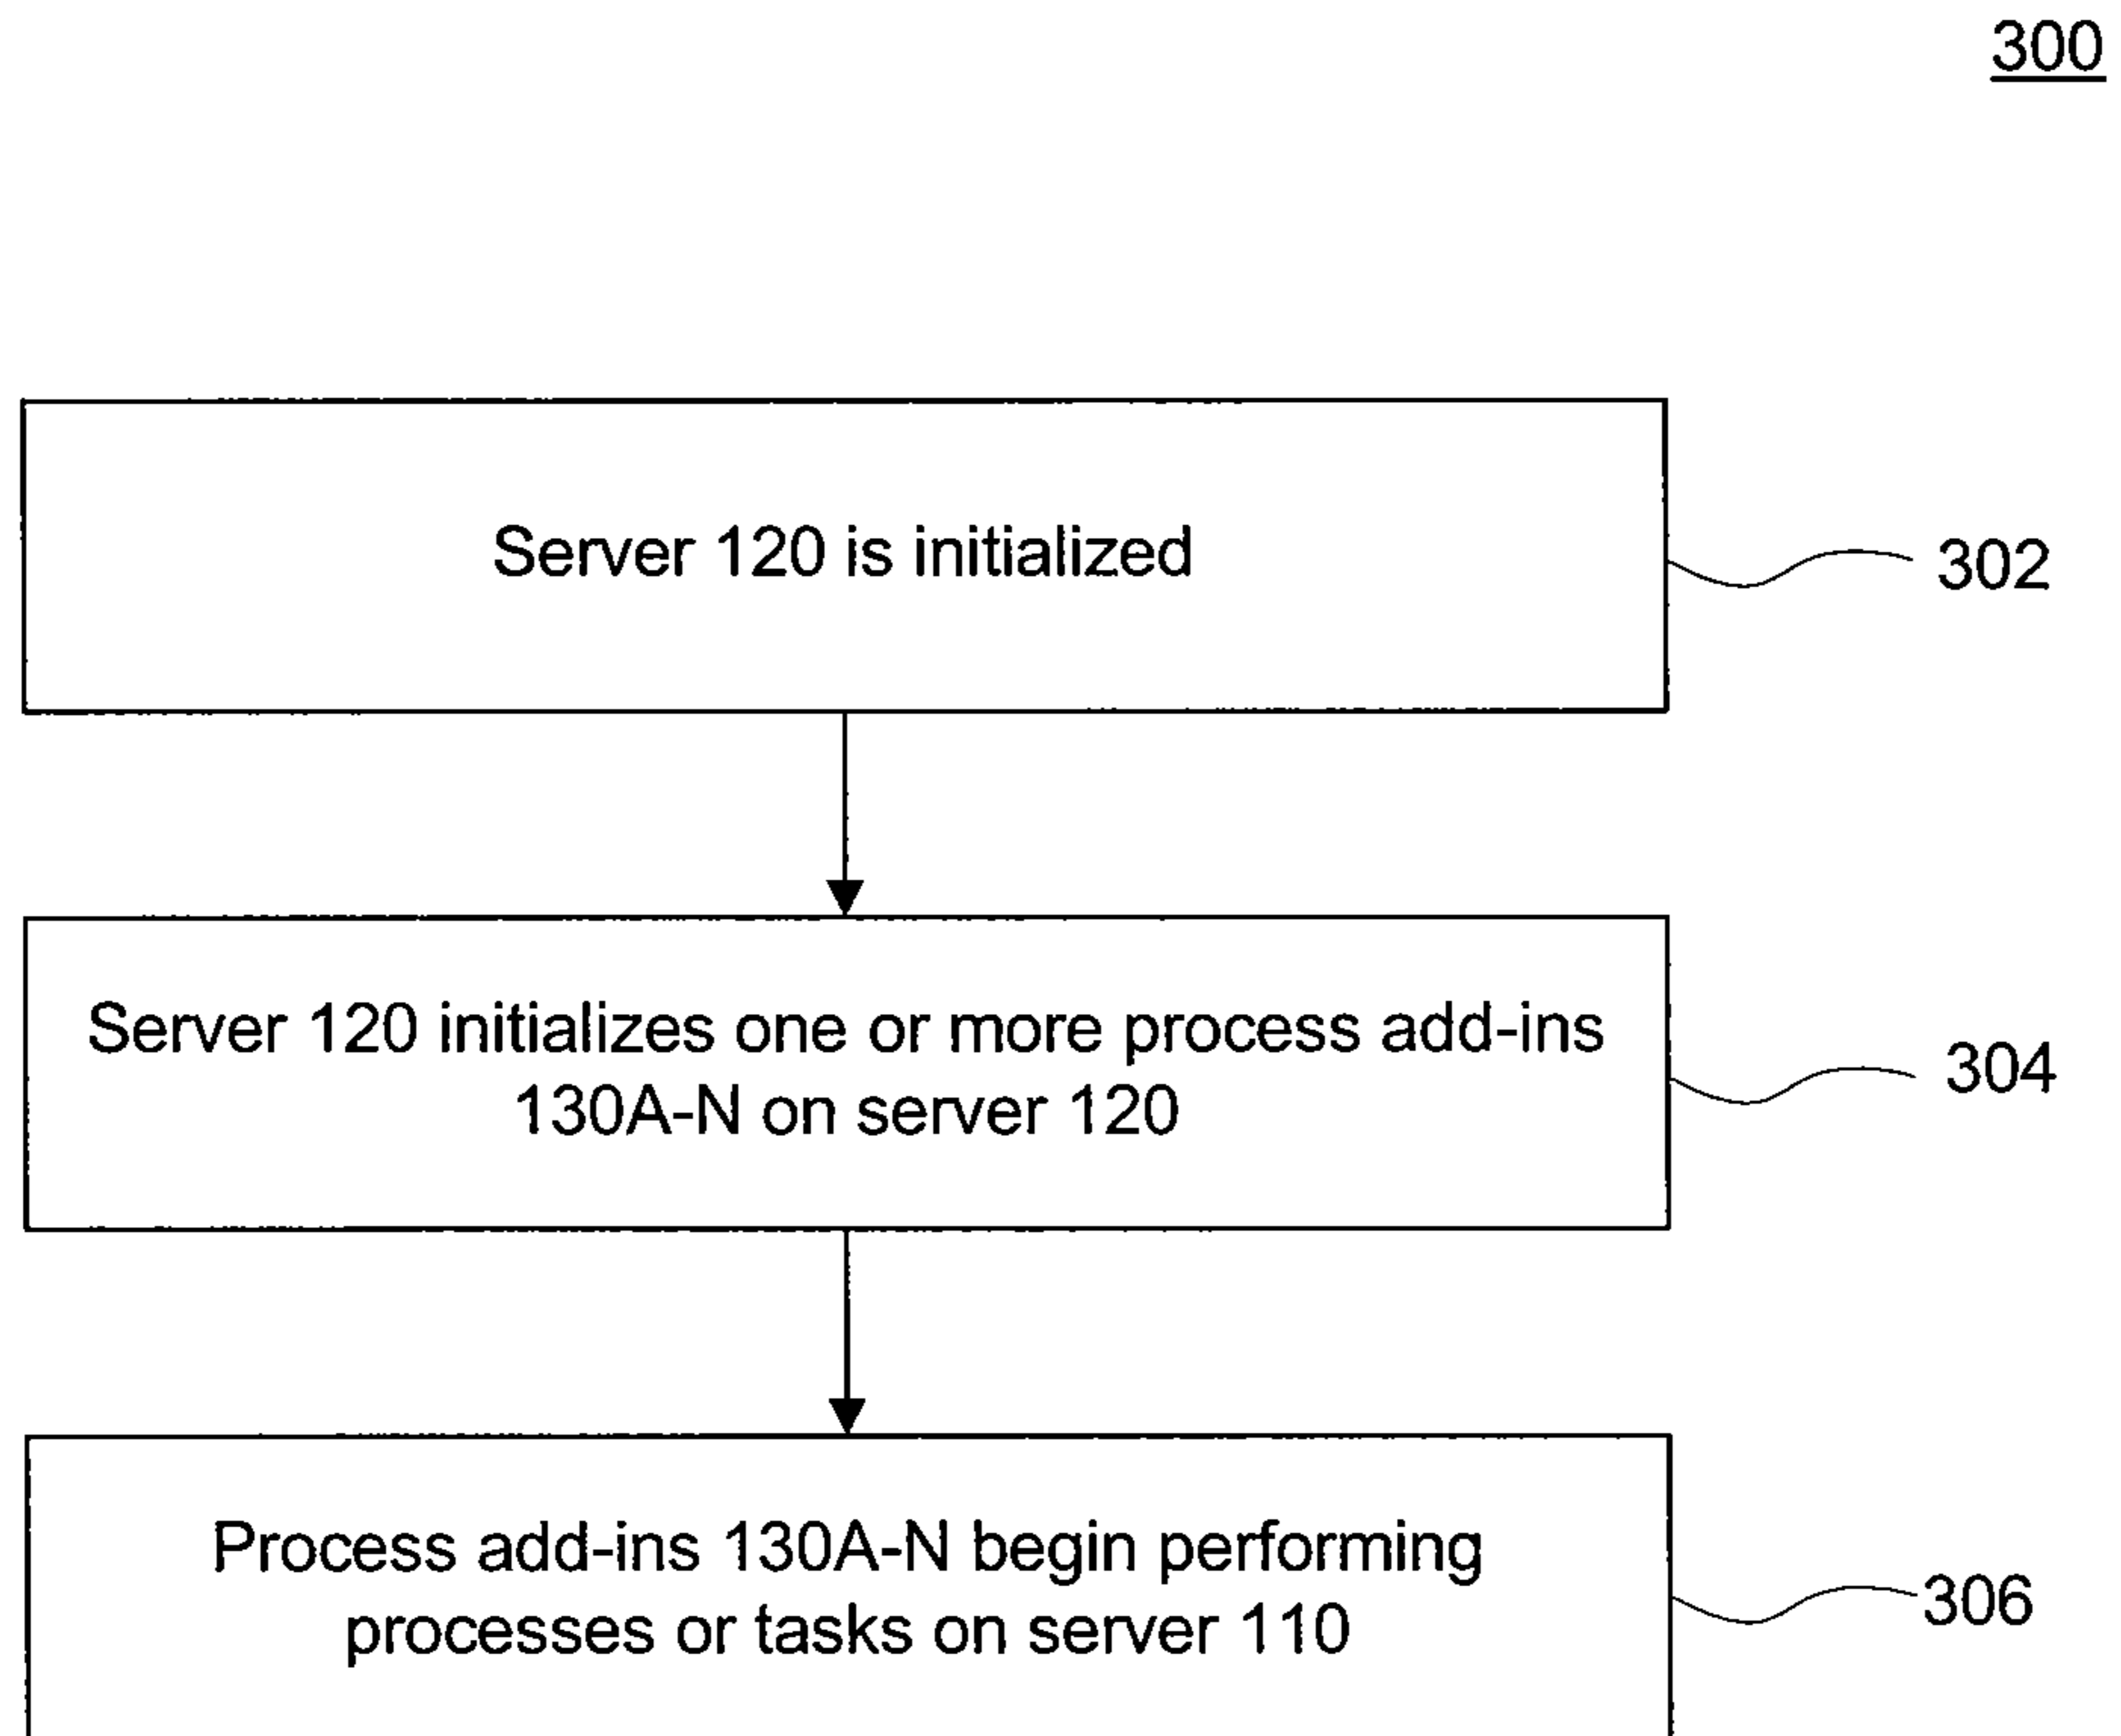 300
Server 120 is initialized
302
Server 120 initializes one or more process add-ins
130A-N on server 120
304
Process add-ins 130A-N begin performing
processes or tasks on server 110
306